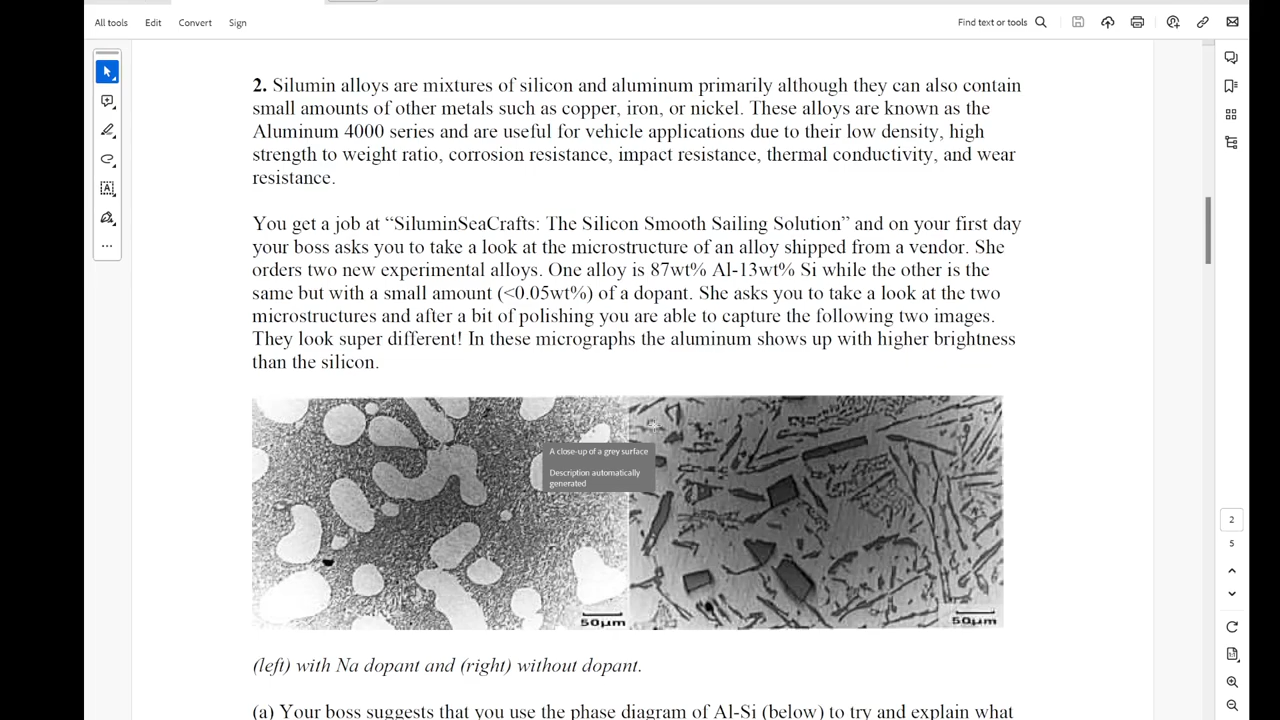 All tools
Edit
Convert
Sign
Find text or tools
2. Silumin alloys are mixtures of silicon and aluminum primarily although they can also contain
small amounts of other metals such as copper, iron, or nickel. These alloys are known as the
Aluminum 4000 series and are useful for vehicle applications due to their low density, high
strength to weight ratio, corrosion resistance, impact resistance, thermal conductivity, and wear
resistance.
You get a job at “SiluminSeaCrafts: The Silicon Smooth Sailing Solution” and on your first day
your boss asks you to take a look at the microstructure of an alloy shipped from a vendor. She
orders two new experimental alloys. One alloy is 87wt% Al-13wt% Si while the other is the
same but with a small amount (<0.05wt%) of a dopant. She asks you to take a look at the two
microstructures and after a bit of polishing you are able to capture the following two images.
They look super different! In these micrographs the aluminum shows up with higher brightness
than the silicon.
A close-up of a grey surface
Description automatically
generated
50µm
50µm
(left) with Na dopant and (right) without dopant.
(a) Your boss suggests that you use the phase diagram of Al-Si (below) to try and explain what
2
5